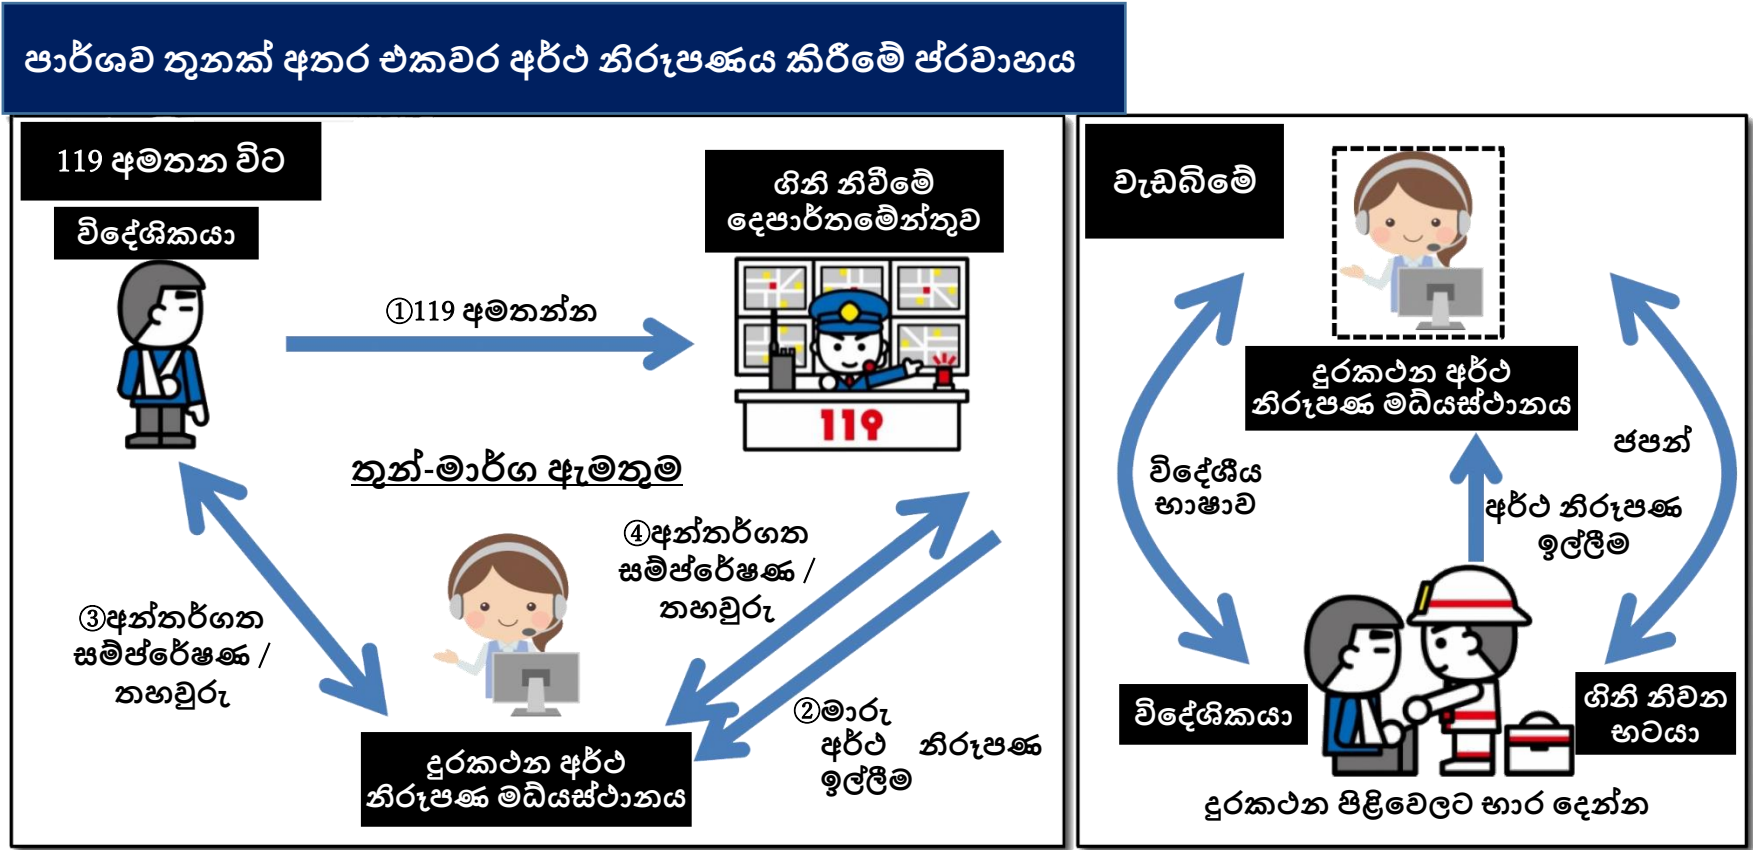 පාර්ශව තුනක් අතර එකවර අර්ථ නිරූපණය කිරීමේ ප්රවාහය
119 අමතන විට
විදේශිකයා
ගිනි නිවීමේ
දෙපාර්තමේන්තුව
①119 අමතන්න
119
තුන්-මාර්ග ඇමතුම
④අන්තර්ගත
සම්ප්රේෂණ /
තහවුරු
③අන්තර්ගත
සම්ප්රේෂණ /
තහවුරු
②මාරු
අර්ථ නිරූපණ
ඉල්ලීම
දුරකථන අර්ථ
නිරූපණ මධ්යස්ථානය
වැඩබිමේ
දුරකථන අර්ථ
නිරූපණ මධ්යස්ථානය
විදේශීය
භාෂාව
ජපන්
අර්ථ නිරූපණ
ඉල්ලීම
විදේශිකයා
ගිනි නිවන
භටයා
දුරකථන පිළිවෙලට භාර දෙන්න